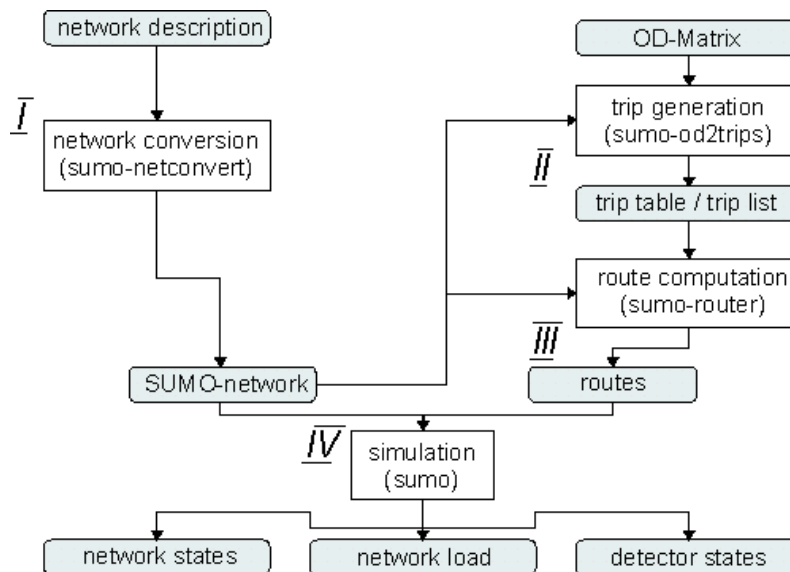 network description
OD-Matrix
I
network conversion
(sumo-netconvert)
trip generation
(sumo-od2trips)
II
trip table / trip list
route computation
(sumo-router)
III
SUMO-network
routes
IV
simulation
(sumo)
network states
network load
detector states